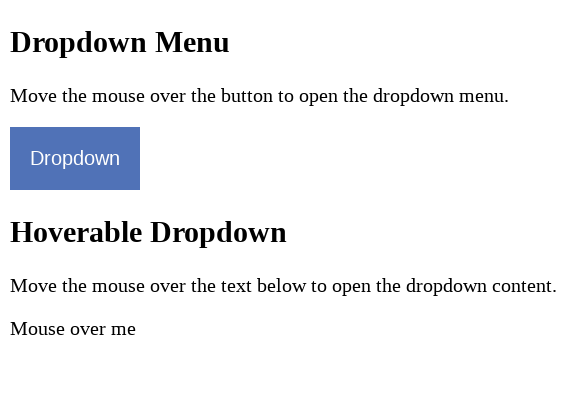 Dropdown Menu
Move the mouse over the button to open the dropdown menu.
Dropdown
Hoverable Dropdown
Move the mouse over the text below to open the dropdown content.
Mouse over me